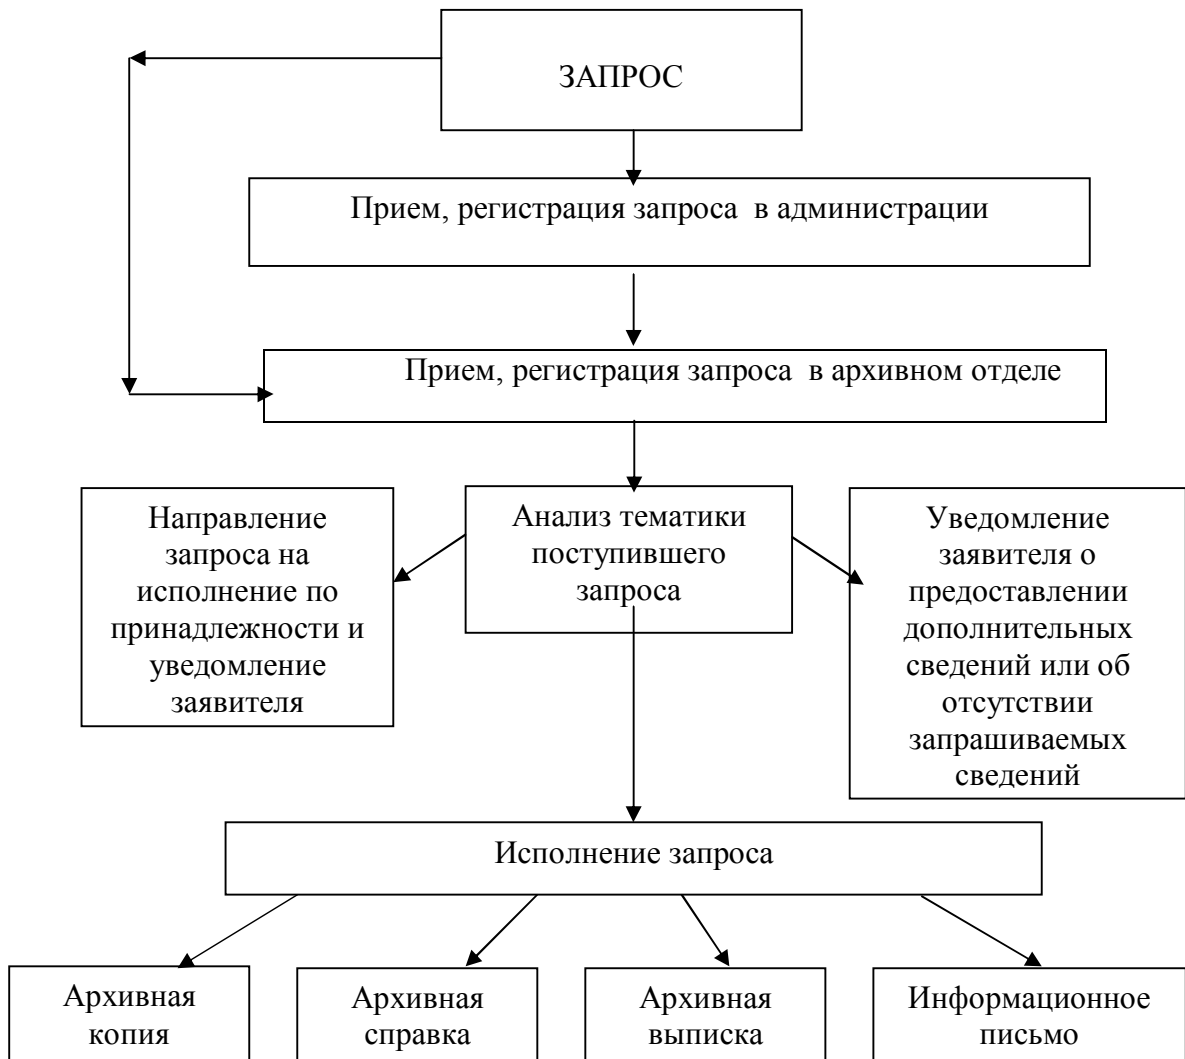 ЗАПРОС
Прием, регистрация запроса в администрации
Прием, регистрация запроса в архивном отделе
Направление
запроса на
исполнение по
принадлежности и
уведомление
заявителя
Анализ тематики
поступившего
запроса
Уведомление
заявителя о
предоставлении
дополнительных
сведений или об
отсутствии
запрашиваемых
сведений
Исполнение запроса
Архивная
копия
Архивная
справка
Архивная
выписка
Информационное
письмо